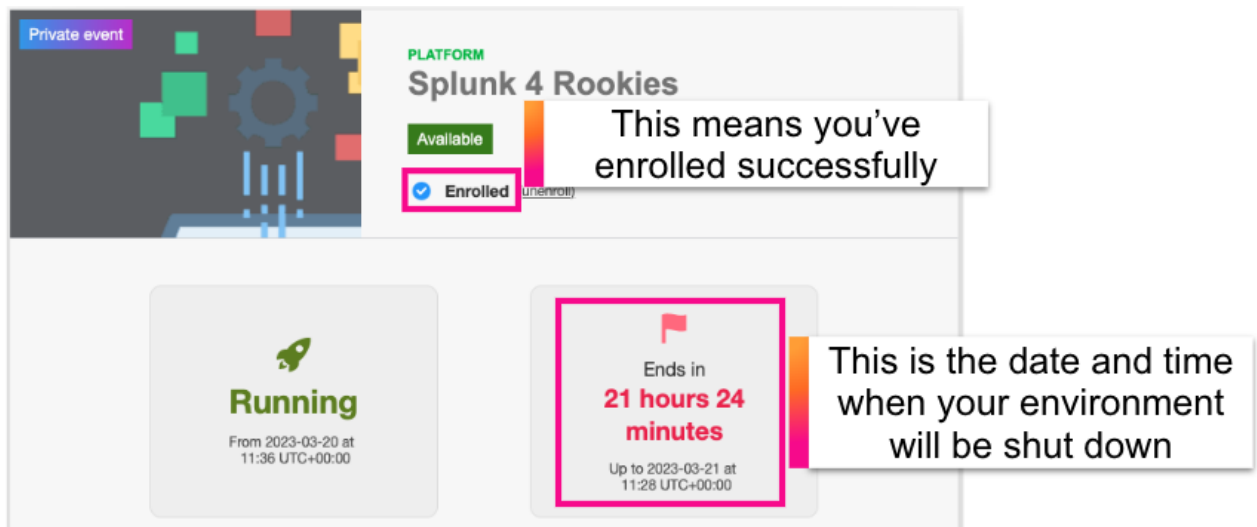 Private event
PLATFORM
Splunk 4 Rookies
Available
Enrolled (unenroll)
This means you've
enrolled successfully
Running
From 2023-03-20 at
11:36 UTC+00:00
Ends in
21 hours 24
minutes
Up to 2023-03-21 at
11:28 UTC+00:00
This is the date and time
when your environment
will be shut down